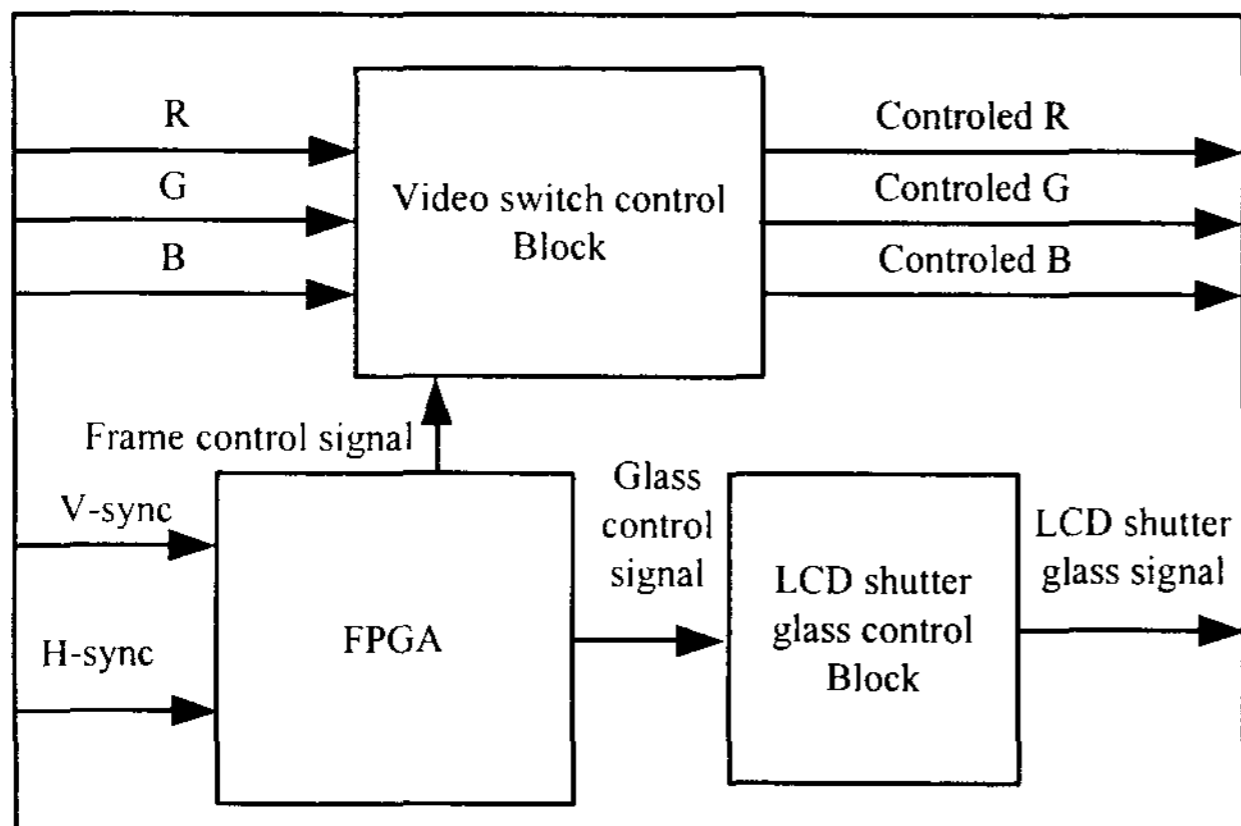 R
Controled R
G
Controled G
Video switch control
Block
B
Controled B
Frame control signal
V-sync
H-sync
FPGA
Glass
control
signal
LCD shutter
glass control
Block
LCD shutter
glass signal